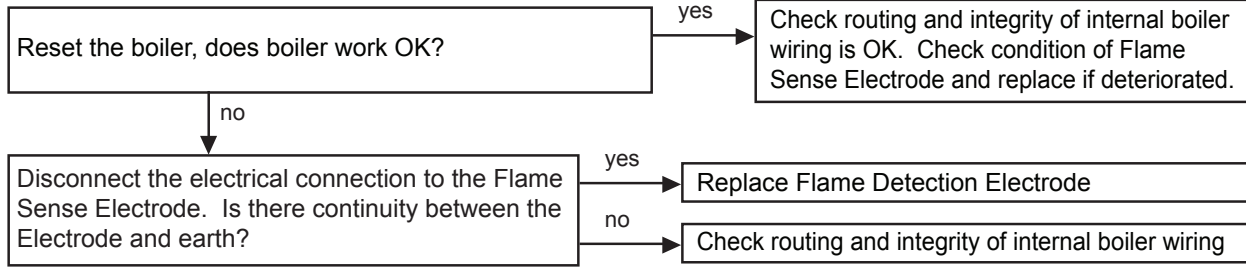 Reset the boiler, does boiler work OK?
yes
Check routing and integrity of internal boiler
wiring is OK.  Check condition of Flame
Sense Electrode and replace if deteriorated.
no
Disconnect the electrical connection to the Flame
Sense Electrode.  Is there continuity between the
Electrode and earth?
yes
Replace Flame Detection Electrode
no
Check routing and integrity of internal boiler wiring